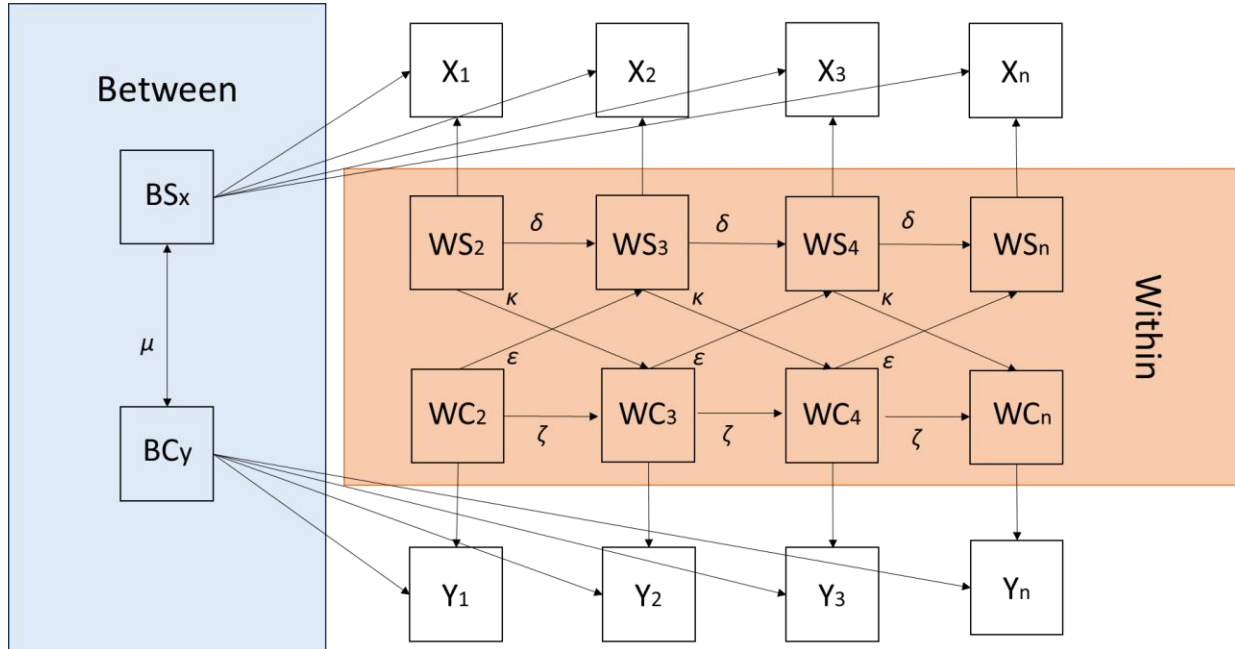 X1 X2 X3 Xn
Between
BSx
WS2 δ WS3 δ WS4 δ WSn
κ κ κ
Within
μ
ε ε ε
WC2 ζ WC3 ζ WC4 ζ WCn
BCy
Y1 Y2 Y3 Yn